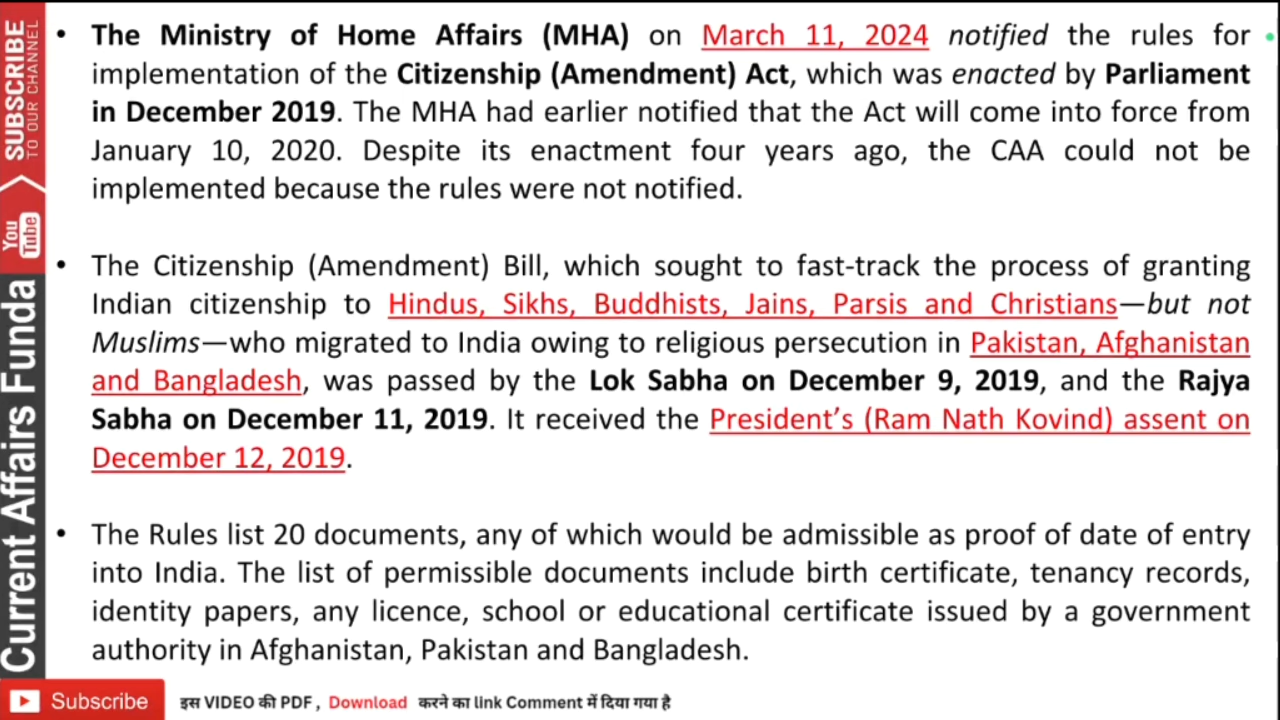 SUBSCRIBE
TO OUR CHANNEL
You
Tube
Current Affairs Funda
• The Ministry of Home Affairs (MHA) on March 11, 2024 notified the rules for
implementation of the Citizenship (Amendment) Act, which was enacted by Parliament
in December 2019. The MHA had earlier notified that the Act will come into force from
January 10, 2020. Despite its enactment four years ago, the CAA could not be
implemented because the rules were not notified.
• The Citizenship (Amendment) Bill, which sought to fast-track the process of granting
Indian citizenship to Hindus, Sikhs, Buddhists, Jains, Parsis and Christians—but not
Muslims—who migrated to India owing to religious persecution in Pakistan, Afghanistan
and Bangladesh, was passed by the Lok Sabha on December 9, 2019, and the Rajya
Sabha on December 11, 2019. It received the President’s (Ram Nath Kovind) assent on
December 12, 2019.
• The Rules list 20 documents, any of which would be admissible as proof of date of entry
into India. The list of permissible documents include birth certificate, tenancy records,
identity papers, any licence, school or educational certificate issued by a government
authority in Afghanistan, Pakistan and Bangladesh.
Subscribe
इस VIDEO की PDF , Download करने का link Comment में दिया गया है